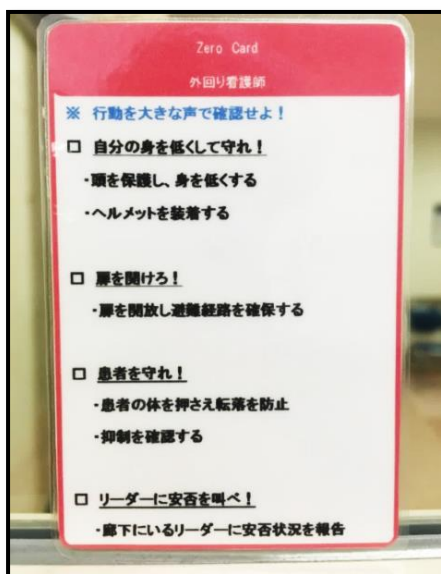 Zero Card
外回り看護師
※ 行動を大きな声で確認せよ！
□ 自分の身を低くして守れ！
・頭を保護し、身を低くする
・ヘルメットを装着する
□ 扉を開けろ！
・扉を開放し避難経路を確保する
□ 患者を守れ！
・患者の体を押さえ転落を防止
・抑制を確認する
□ リーダーに安否を叫べ！
・廊下にいるリーダーに安否状況を報告